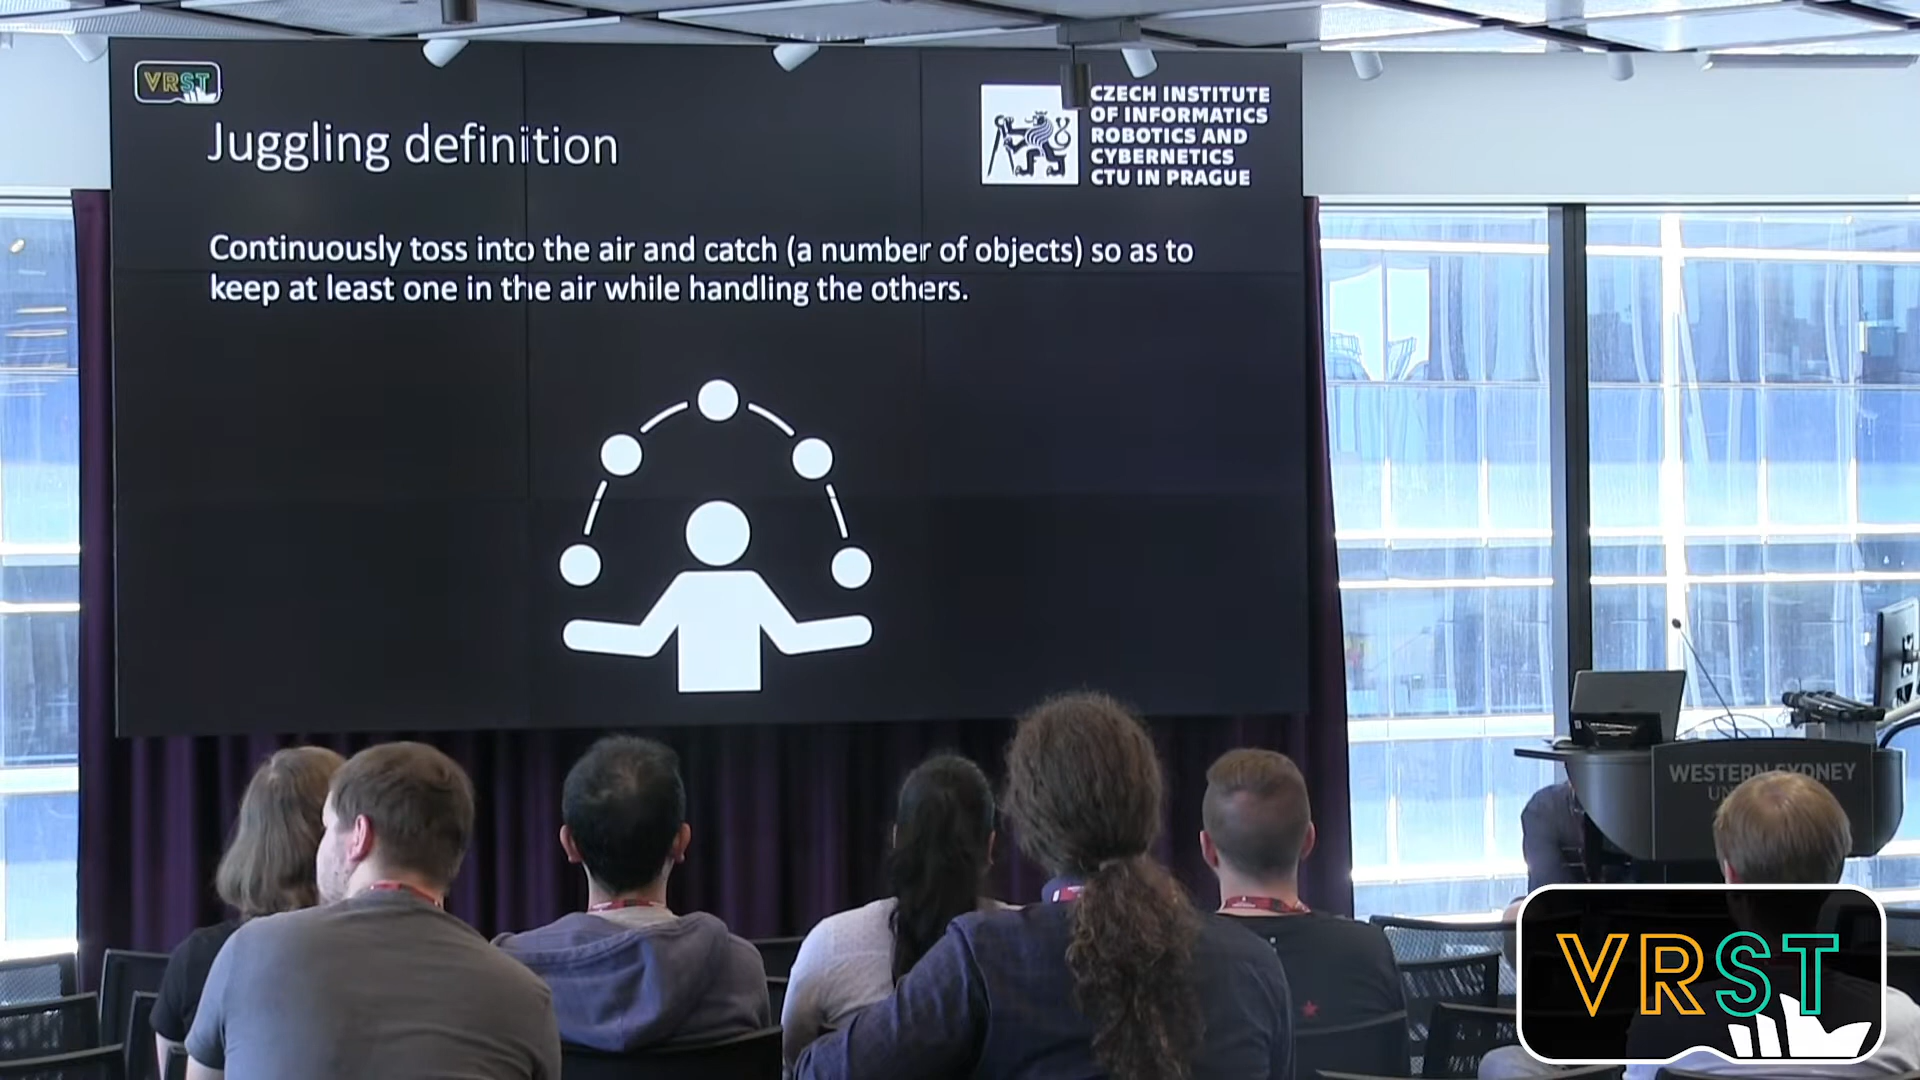 VRST
CZECH INSTITUTE
OF INFORMATICS
ROBOTICS AND
CYBERNETICS
CTU IN PRAGUE
Juggling definition
Continuously toss into the air and catch (a number of objects) so as to
keep at least one in the air while handling the others.
WESTERN SYDNEY
VRST